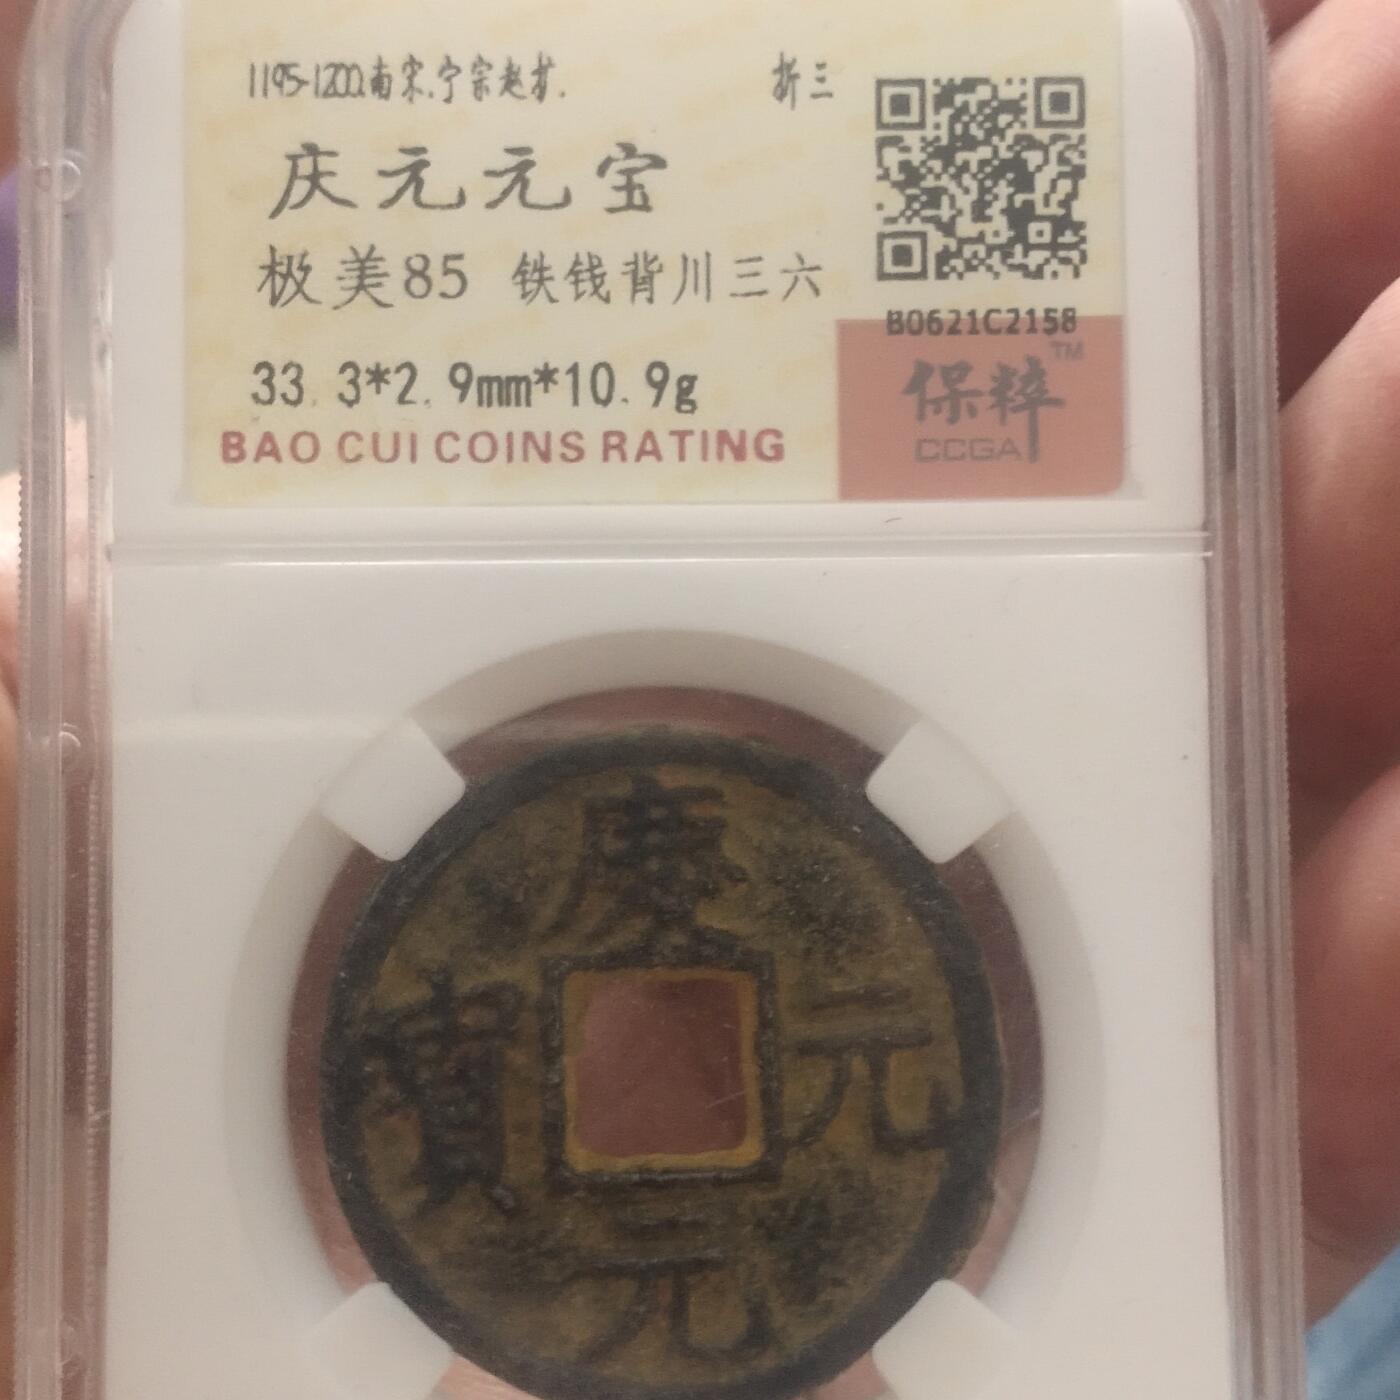 1195-1200.南宋.宁宗赵扩.
折三
庆元元宝
极美85 铁钱背川三六
B0621C2158
33.3*2.9mm*10.9g
保粹™
CCGA
BAO CUI COINS RATING
慶
寶 元
元